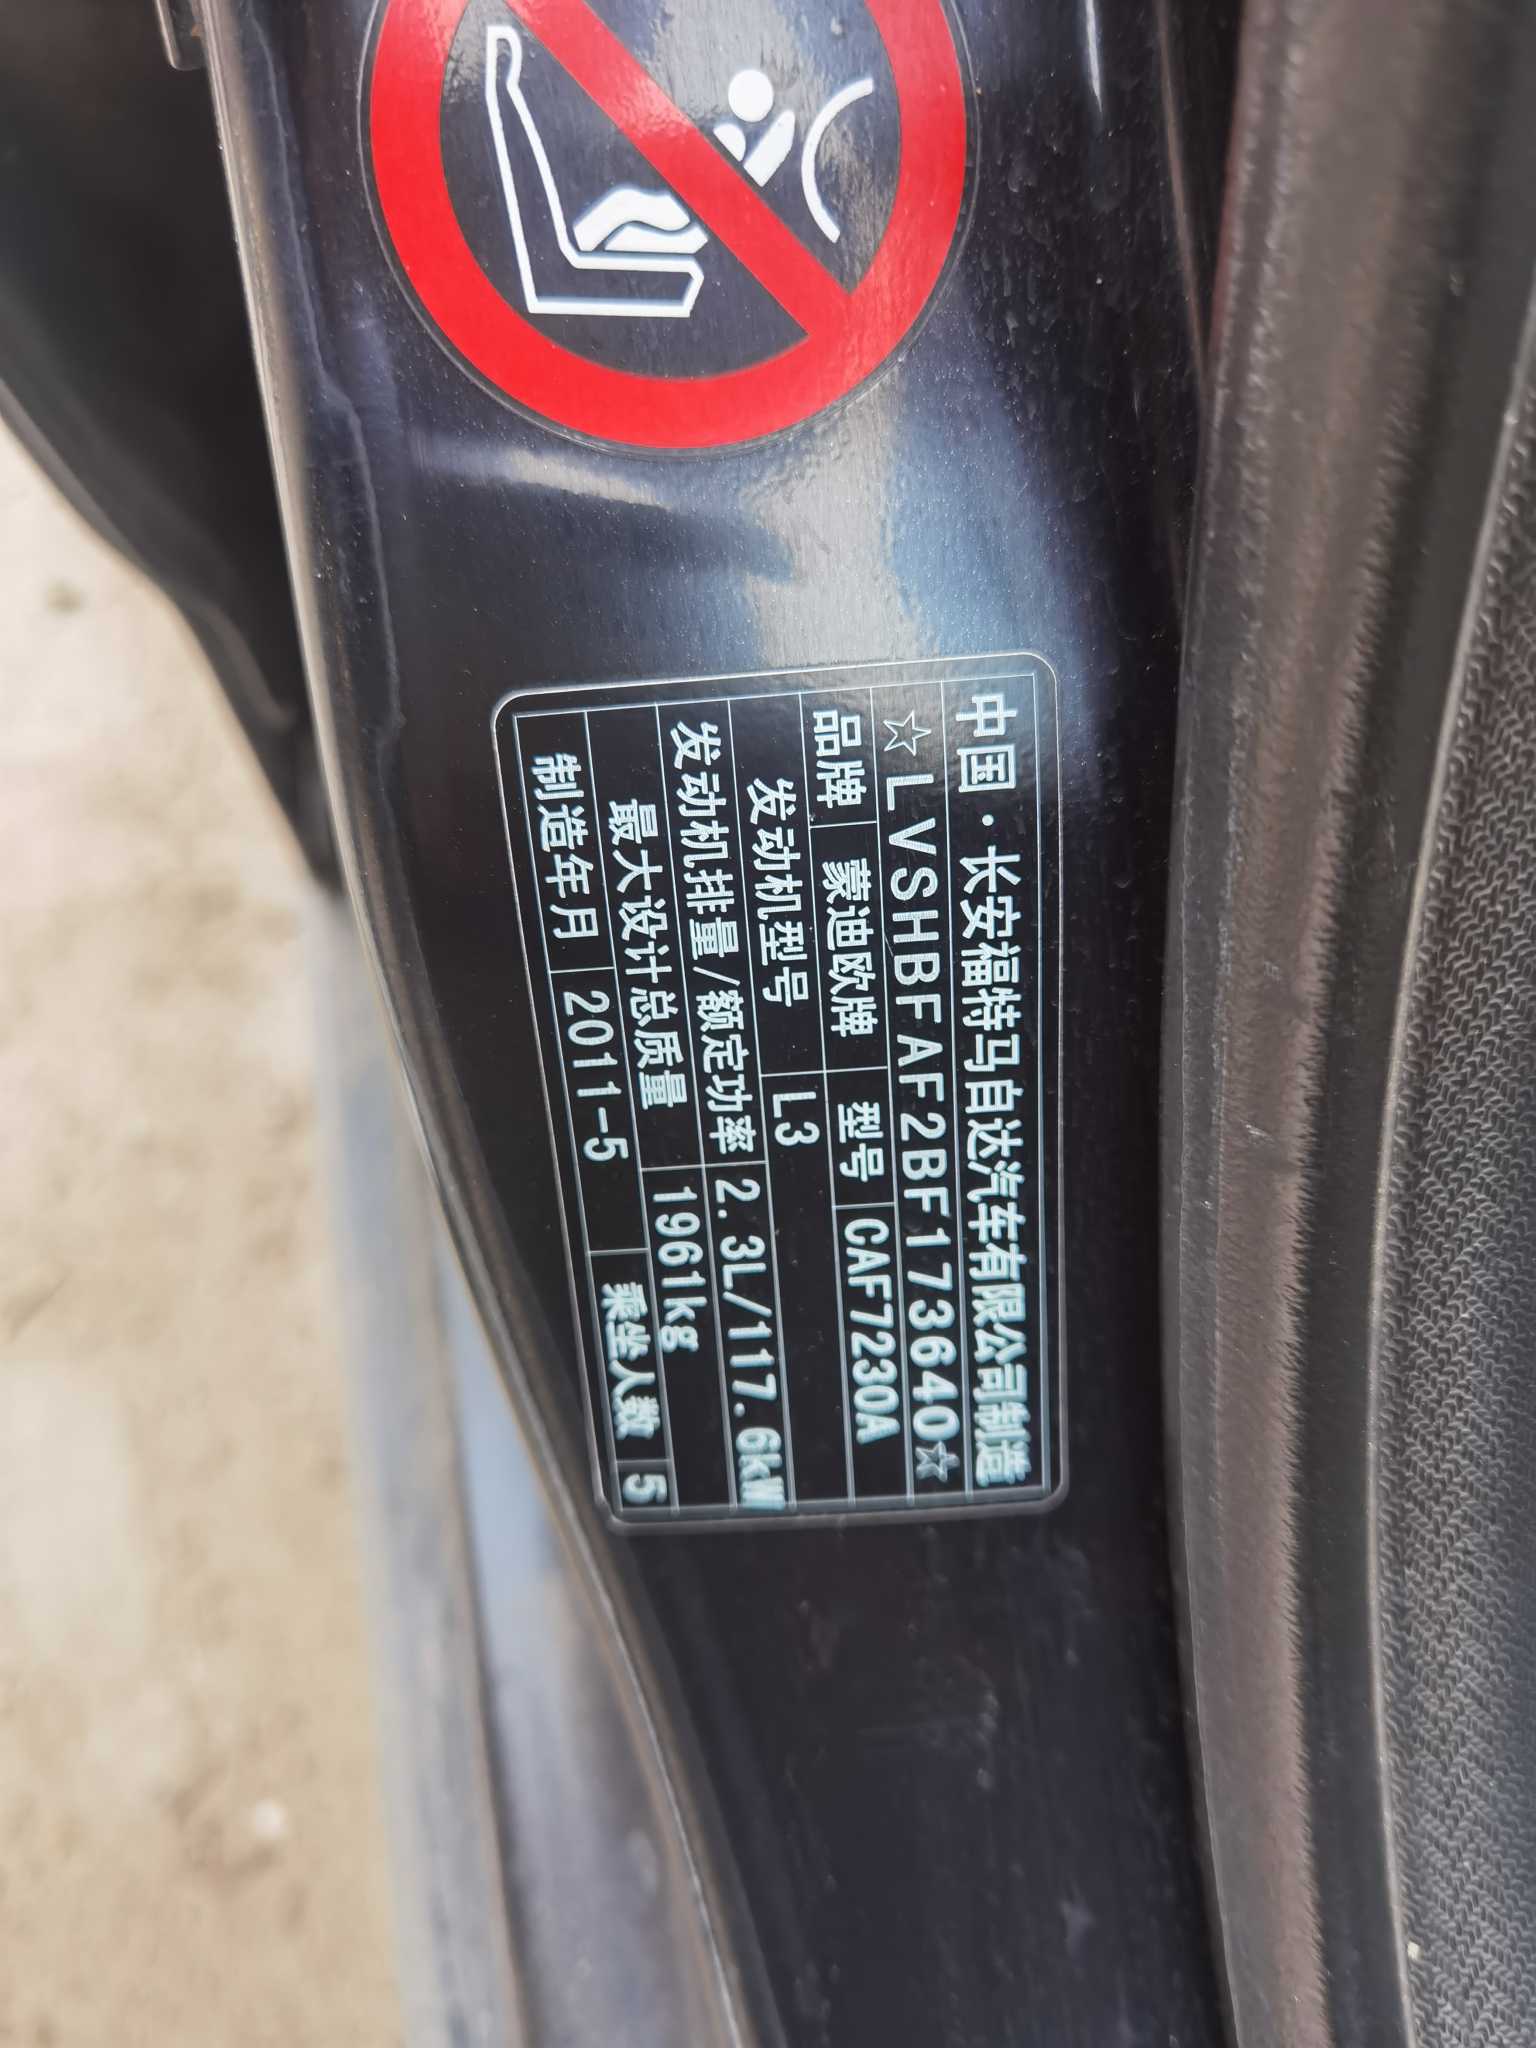 中国·长安福特马自达汽车有限公司制造
☆LVSHBFAF2BF173640☆
品牌 蒙迪欧牌 型号 CAF7230A
发动机型号 L3
发动机排量/额定功率 2.3L/117.6kW
最大设计总质量 1961kg
制造年月 2011-5 乘坐人数 5